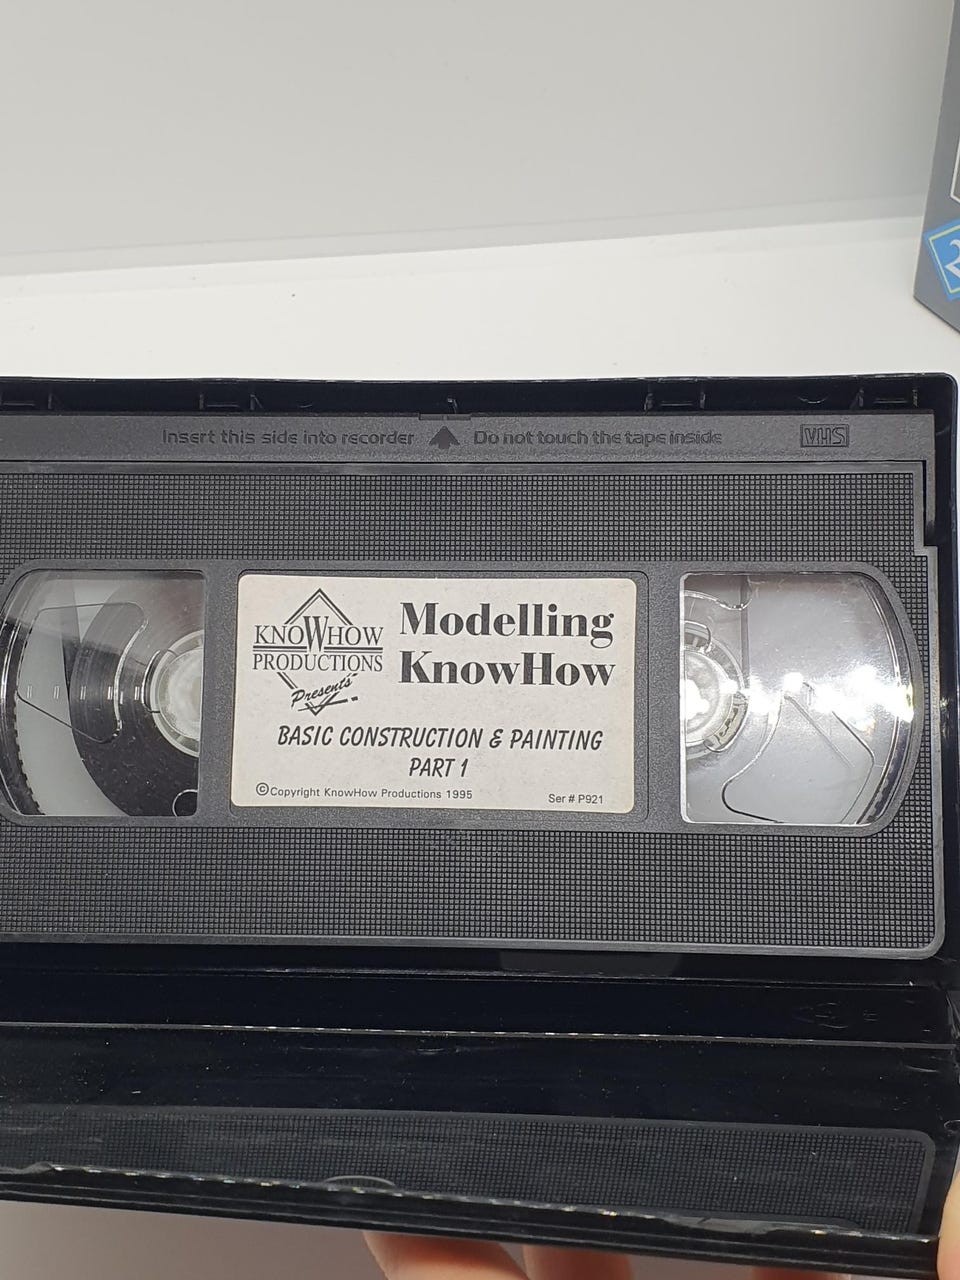 Insert this side into recorder Do not touch the tape inside VHS
KNOWHOW
PRODUCTIONS
Presents
Modelling
KnowHow
BASIC CONSTRUCTION & PAINTING
PART 1
©Copyright KnowHow Productions 1995 Ser # P921